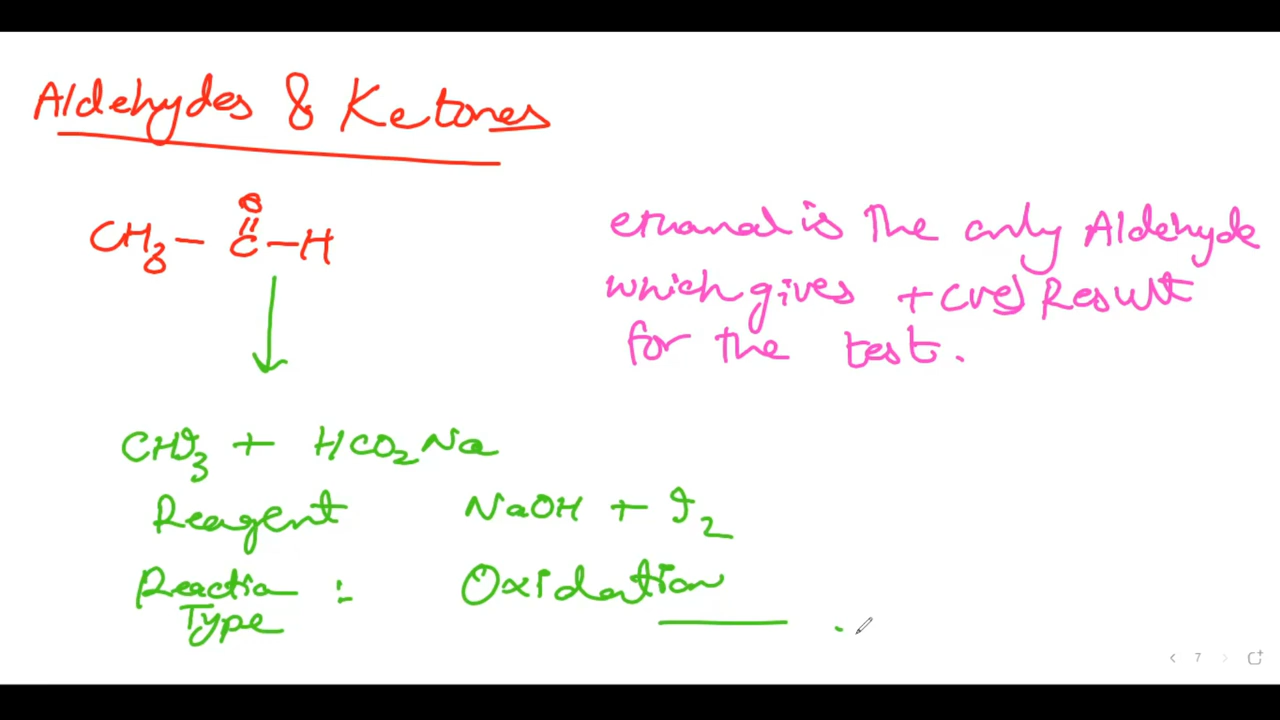 Aldehydes & Ketones
O
CH3 - C - H
ethanal is the only Aldehyde
which gives +(ve) Result
for the test.
CHI3 + HCO2Na
Reagent NaOH + I2
Reaction Type : Oxidation
7